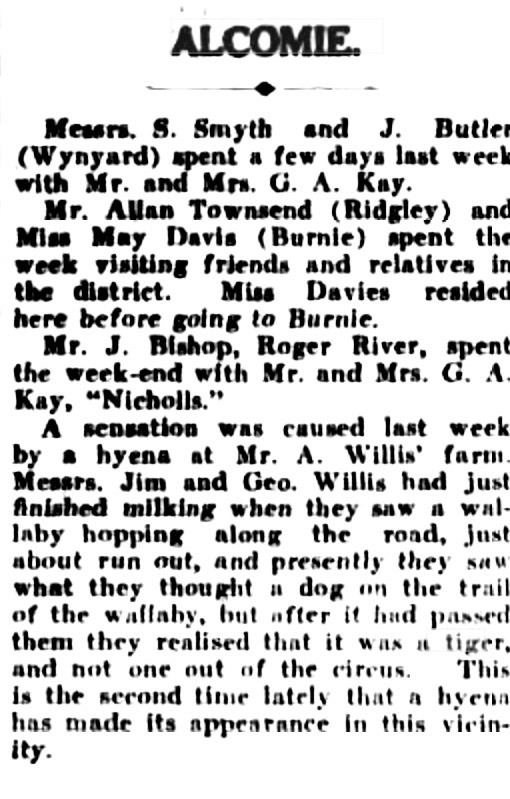 ALCOMIE.
Messrs. S. Smyth and J. Butler
(Wynyard) spent a few days last week
with Mr. and Mrs. G. A. Kay.
Mr. Allan Townsend (Ridgley) and
Miss May Davis (Burnie) spent the
week visiting friends and relatives in
the district. Miss Davies resided
here before going to Burnie.
Mr. J. Bishop, Roger River, spent
the week-end with Mr. and Mrs. G. A.
Kay, "Nicholls."
A sensation was caused last week
by a hyena at Mr. A. Willis' farm.
Messrs. Jim and Geo. Willis had just
finished milking when they saw a wal-
laby hopping along the road, just
about run out, and presently they saw
what they thought a dog on the trail
of the wallaby, but after it had passed
them they realised that it was a tiger,
and not one out of the circus. This
is the second time lately that a hyena
has made its appearance in this vicin-
ity.